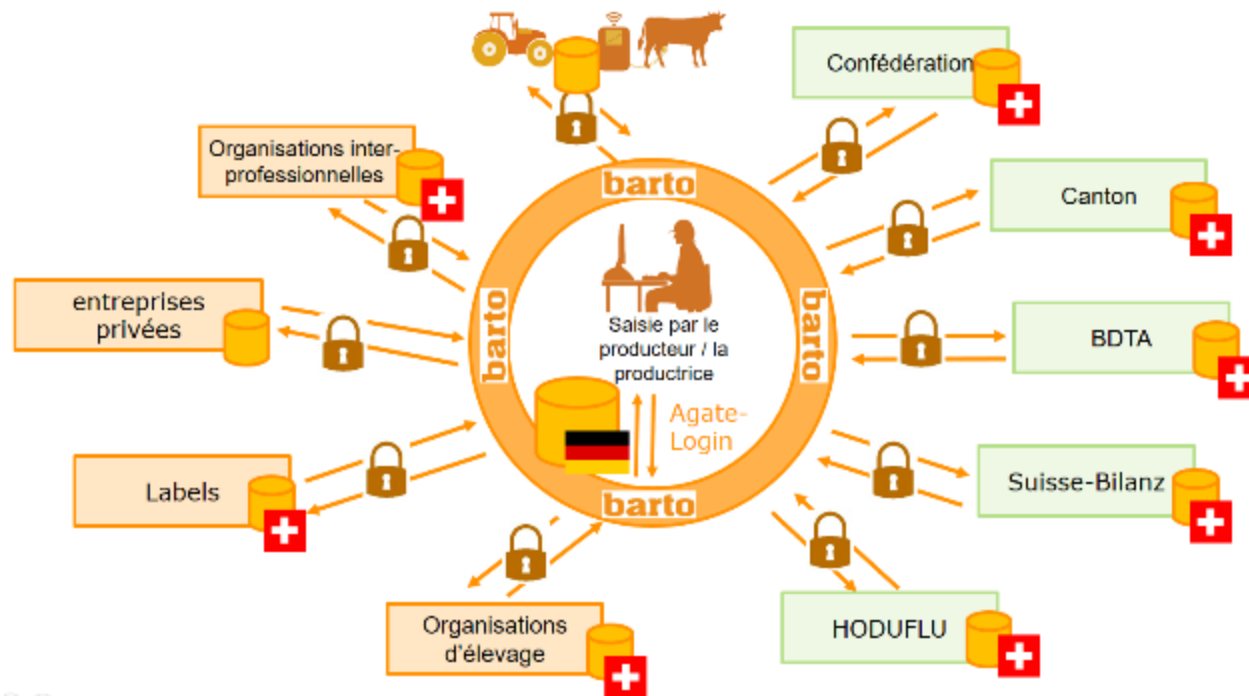 Confédération
Organisations inter-
professionnelles
barto
Canton
entreprises
privées
barto
Saisie par le
producteur / la
productrice
barto
BDTA
Agate-
Login
Labels
Suisse-Bilanz
barto
Organisations
d'élevage
HODUFLU